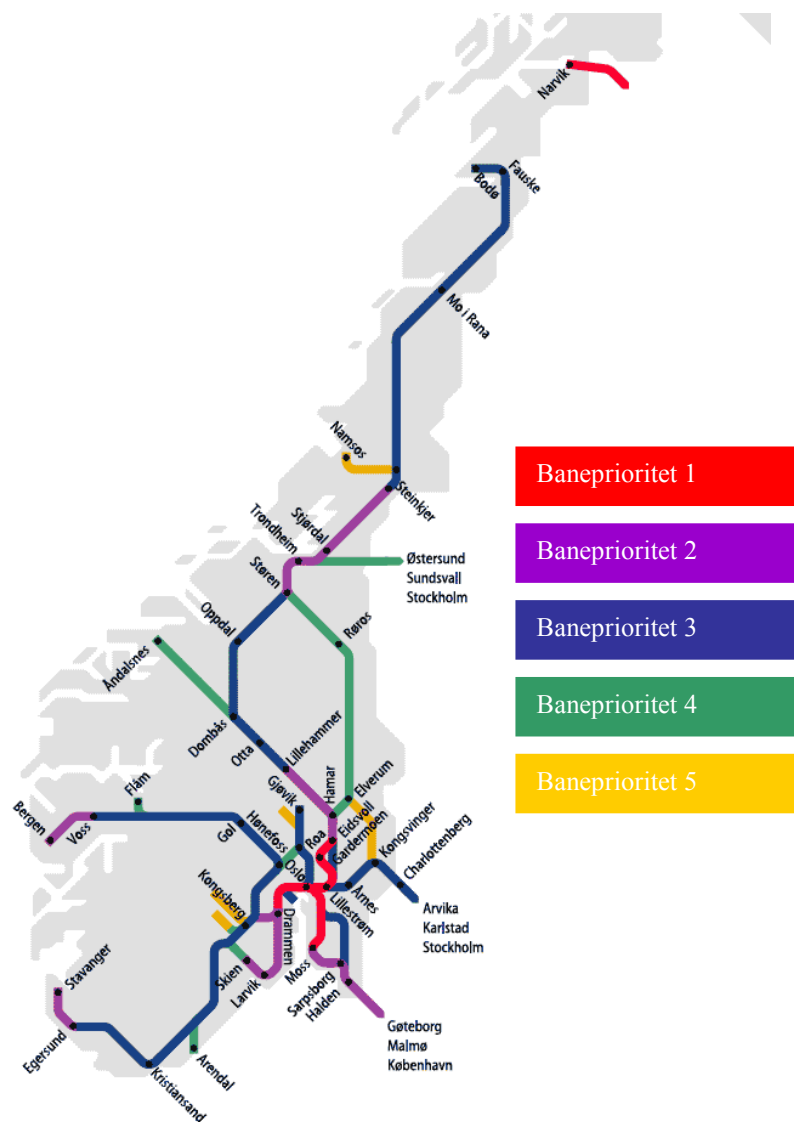 Narvik
Fauske
Bodø
Mo i Rana
Namsos
Steinkjer
Baneprioritet 1
Stjørdal
Trondheim
Baneprioritet 2
Østersund
Sundsvall
Stockholm
Støren
Oppdal
Røros
Baneprioritet 3
Åndalsnes
Dombås
Otta
Lillehammer
Baneprioritet 4
Gjøvik
Hamar
Elverum
Baneprioritet 5
Flåm
Bergen
Voss
Gol
Hønefoss
Roa
Eidsvoll
Gardermoen
Kongsvinger
Charlottenberg
Oslo
Lillestrøm
Årnes
Arvika
Karlstad
Stockholm
Kongsberg
Drammen
Skien
Larvik
Moss
Sarpsborg
Halden
Stavanger
Egersund
Gøteborg
Malmø
København
Arendal
Kristiansand